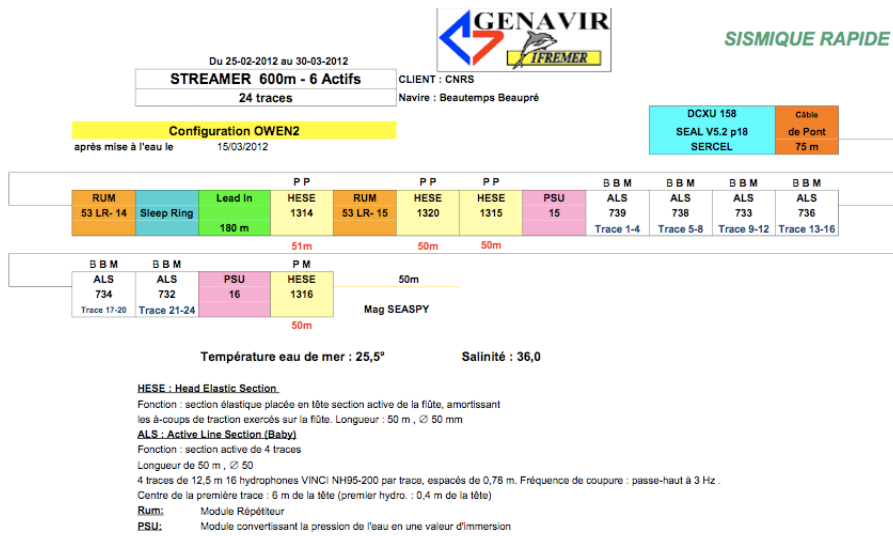 GENAVIR
IFREMER
SISMIQUE RAPIDE
Du 25-02-2012 au 30-03-2012
STREAMER 600m - 6 Actifs
CLIENT : CNRS
24 traces
Navire : Beautemps Beaupré
DCXU 158
Câble
Configuration OWEN2
SEAL V5.2 p18
de Pont
après mise à l'eau le 15/03/2012
SERCEL
75 m
P P
P P
P P
B B M
B B M
B B M
B B M
RUM
Lead In
HESE
RUM
HESE
HESE
PSU
ALS
ALS
ALS
ALS
53 LR- 14
Sleep Ring
1314
53 LR- 15
1320
1315
15
739
738
733
736
180 m
Trace 1-4
Trace 5-8
Trace 9-12
Trace 13-16
51m
50m
50m
B B M
B B M
P M
ALS
ALS
PSU
HESE
50m
734
732
16
1316
Trace 17-20
Trace 21-24
Mag SEASPY
50m
Température eau de mer : 25,5°
Salinité : 36,0
HESE : Head Elastic Section
Fonction : section élastique placée en tête section active de la flûte, amortissant
les à-coups de traction exercés sur la flûte. Longueur : 50 m , ∅ 50 mm
ALS : Active Line Section (Baby)
Fonction : section active de 4 traces
Longueur de 50 m , ∅ 50
4 traces de 12,5 m 16 hydrophones VINCI NH95-200 par trace, espacés de 0,78 m. Fréquence de coupure : passe-haut à 3 Hz .
Centre de la première trace : 6 m de la tête (premier hydro. : 0,4 m de la tête)
Rum: Module Répétiteur
PSU: Module convertissant la pression de l'eau en une valeur d'immersion